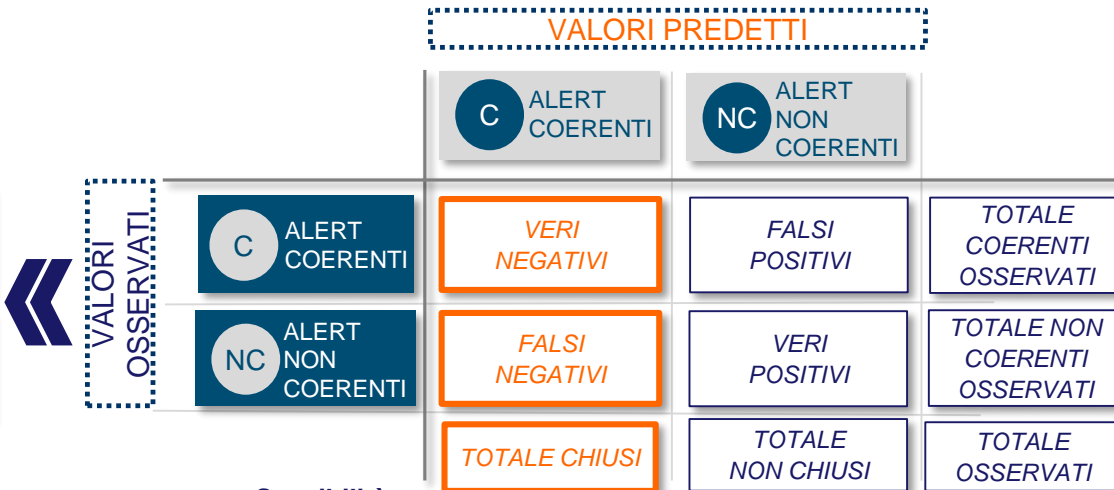 VALORI PREDETTI
C
ALERT
COERENTI
NC
ALERT
NON
COERENTI
VALORI
OSSERVATI
C
ALERT
COERENTI
VERI
NEGATIVI
FALSI
POSITIVI
TOTALE
COERENTI
OSSERVATI
NC
ALERT
NON
COERENTI
FALSI
NEGATIVI
VERI
POSITIVI
TOTALE NON
COERENTI
OSSERVATI
TOTALE CHIUSI
TOTALE
NON CHIUSI
TOTALE
OSSERVATI